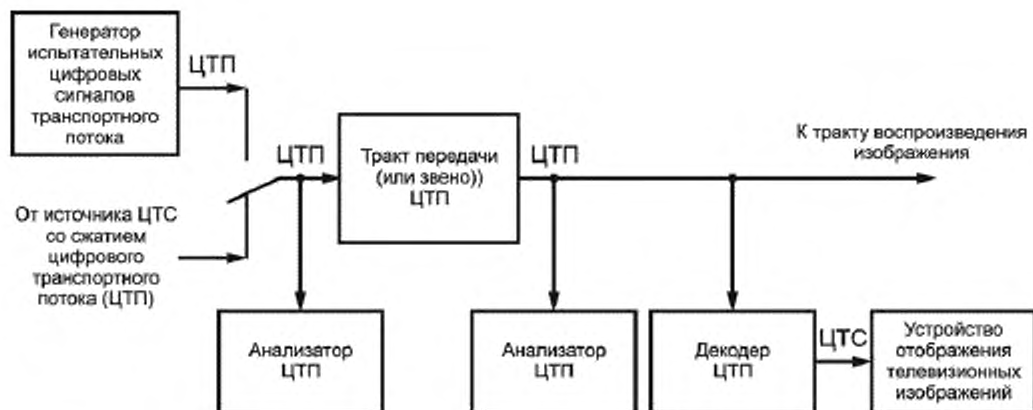 Генератор
испытательных
цифровых
сигналов
транспортного
потока
ЦТП
От источника ЦТС
со сжатием
цифрового
транспортного
потока (ЦТП)
ЦТП
Тракт передачи
(или звено))
ЦТП
ЦТП
К тракту воспроизведения
изображения
Анализатор
ЦТП
Анализатор
ЦТП
Декодер
ЦТП
ЦТС
Устройство
отображения
телевизионных
изображений